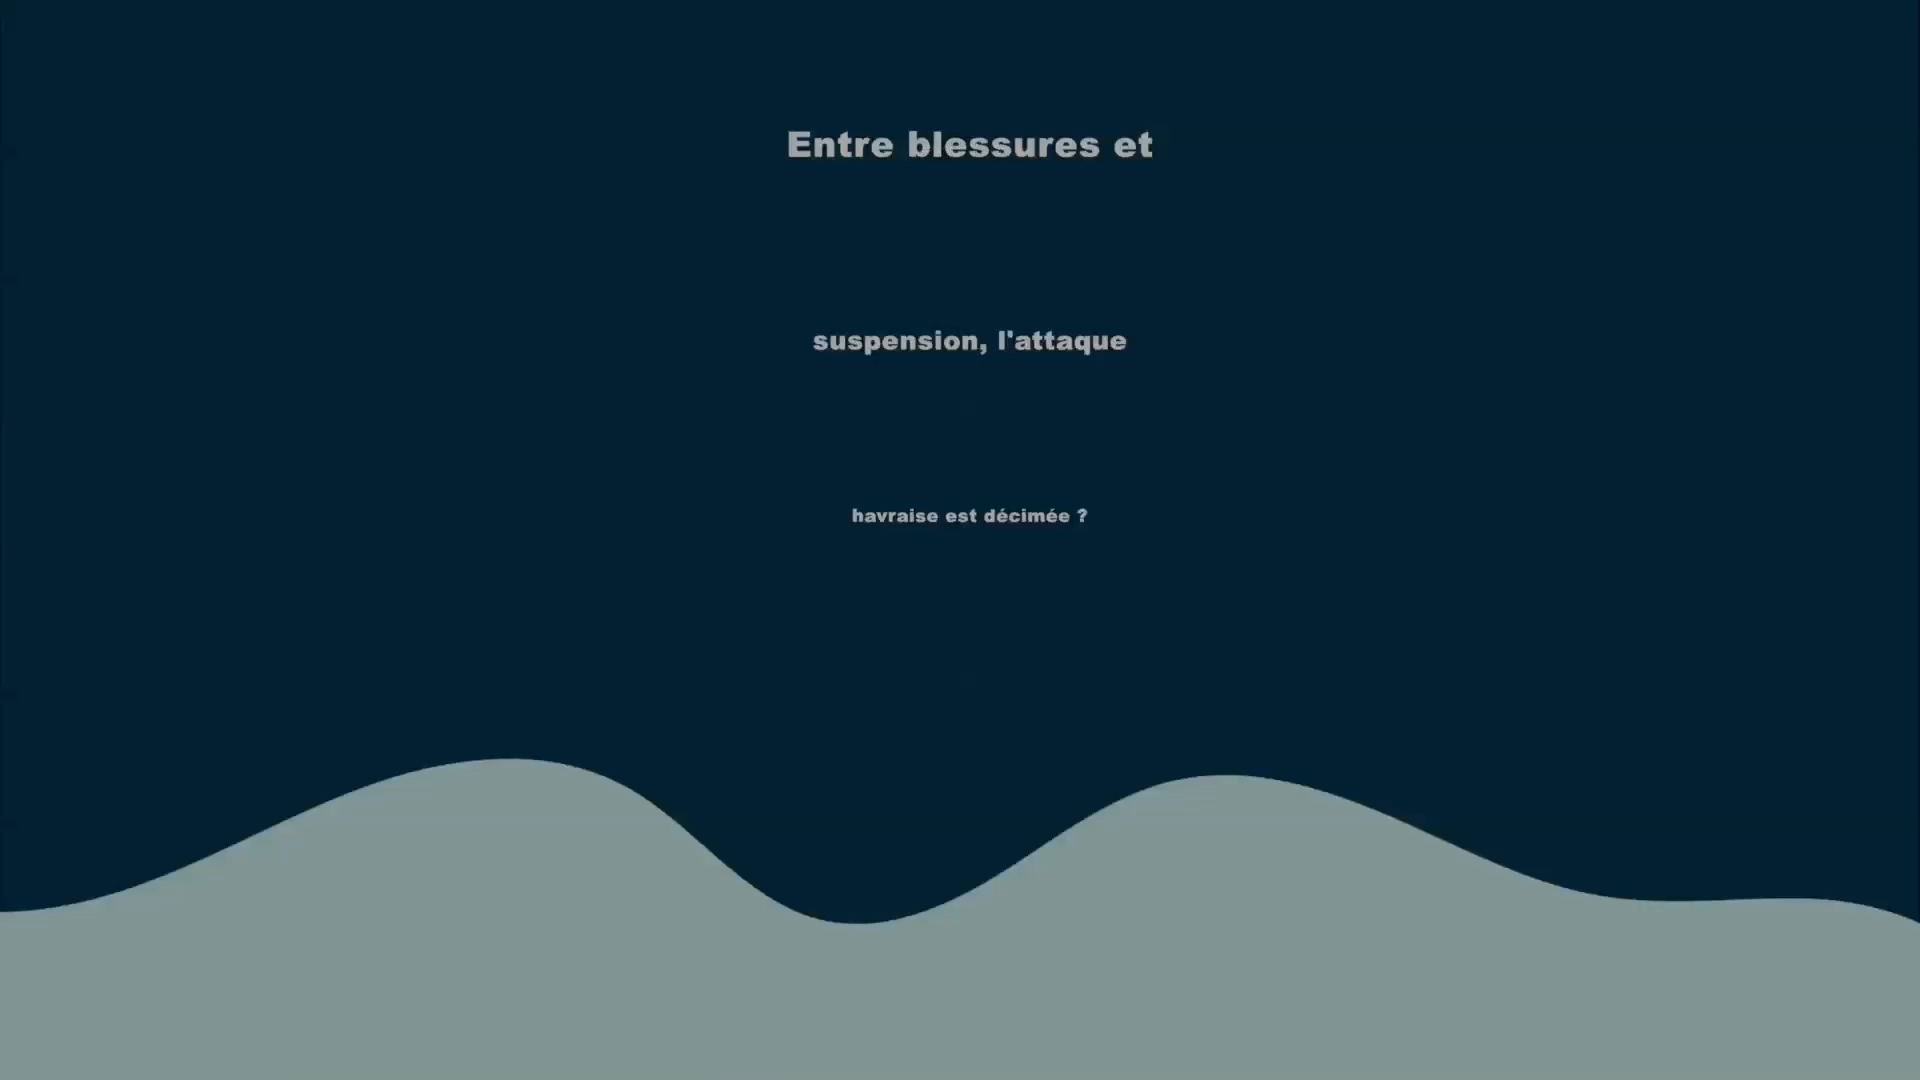 Entre blessures et
suspension, l'attaque
havraise est décimée ?